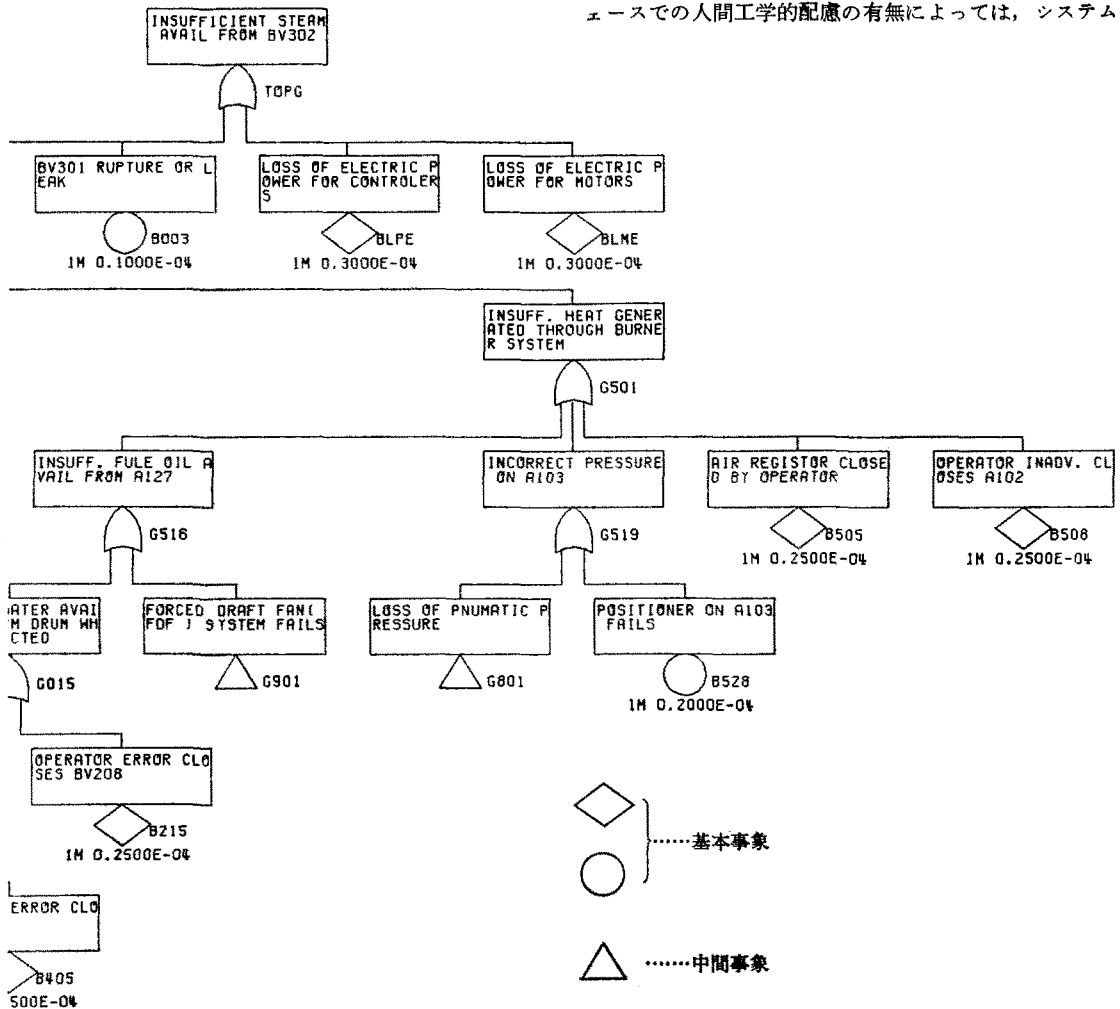 ェースでの人間工学的配慮の有無によっては，システム
INSUFFICIENT STEAM
AVAIL FROM BV302
TOPG
BV301 RUPTURE OR L
EAK
B003
1M 0.1000E-04
LOSS OF ELECTRIC P
OWER FOR CONTROLER
S
BLPE
1M 0.3000E-04
LOSS OF ELECTRIC P
OWER FOR MOTORS
BLME
1M 0.3000E-04
INSUFF. HEAT GENER
ATED THROUGH BURNE
R SYSTEM
G501
INSUFF. FULE OIL A
VAIL FROM A127
G516
INCORRECT PRESSURE
ON A103
G519
AIR REGISTOR CLOSE
D BY OPERATOR
B505
1M 0.2500E-04
OPERATOR INADV. CL
OSES A102
B508
1M 0.2500E-04
ATER AVAI
M DRUM WH
CTED
G015
FORCED DRAFT FAN(
FDF ) SYSTEM FAILS
G901
LOSS OF PNUMATIC P
RESSURE
G801
POSITIONER ON A103
FAILS
B528
1M 0.2000E-04
OPERATOR ERROR CLO
SES BV208
B215
1M 0.2500E-04
ERROR CLO
B405
500E-04
……基本事象
……中間事象